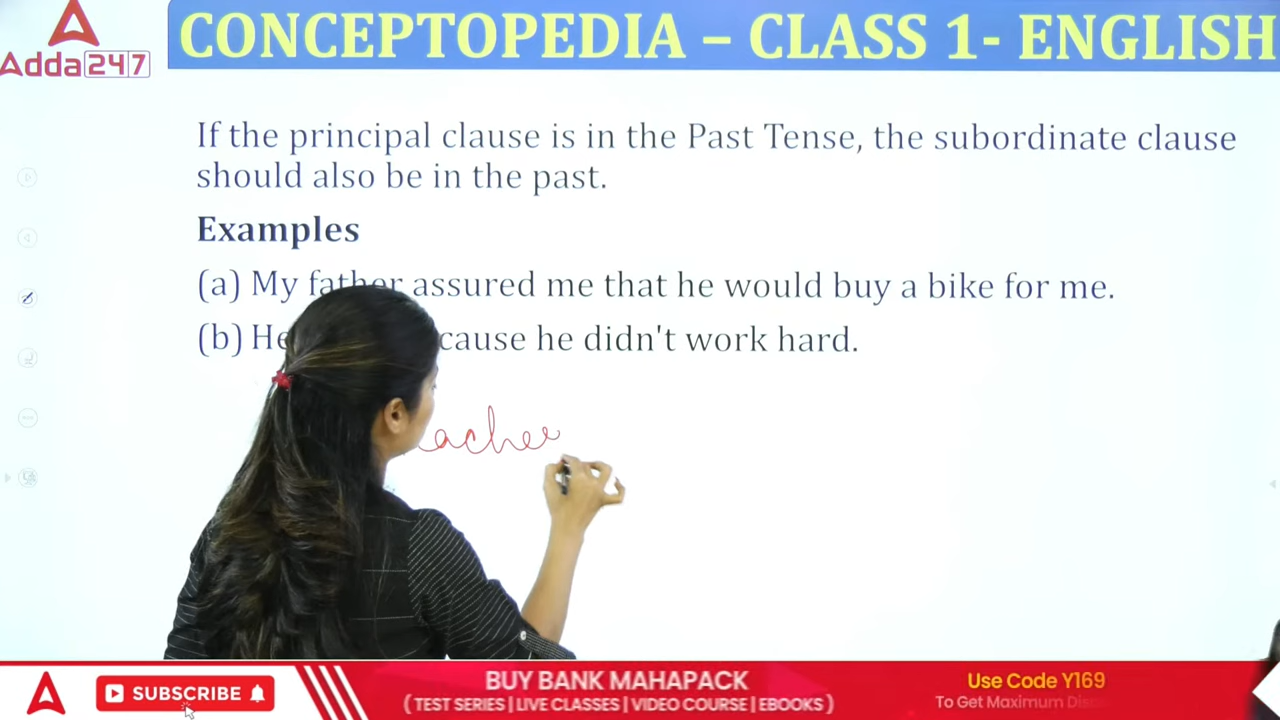 Adda247
CONCEPTOPEDIA – CLASS 1- ENGLISH
If the principal clause is in the Past Tense, the subordinate clause
should also be in the past.
Examples
(a) My father assured me that he would buy a bike for me.
(b) He cause he didn't work hard.
SUBSCRIBE
BUY BANK MAHAPACK
( TEST SERIES | LIVE CLASSES | VIDEO COURSE | EBOOKS )
Use Code Y169
To Get Maximum